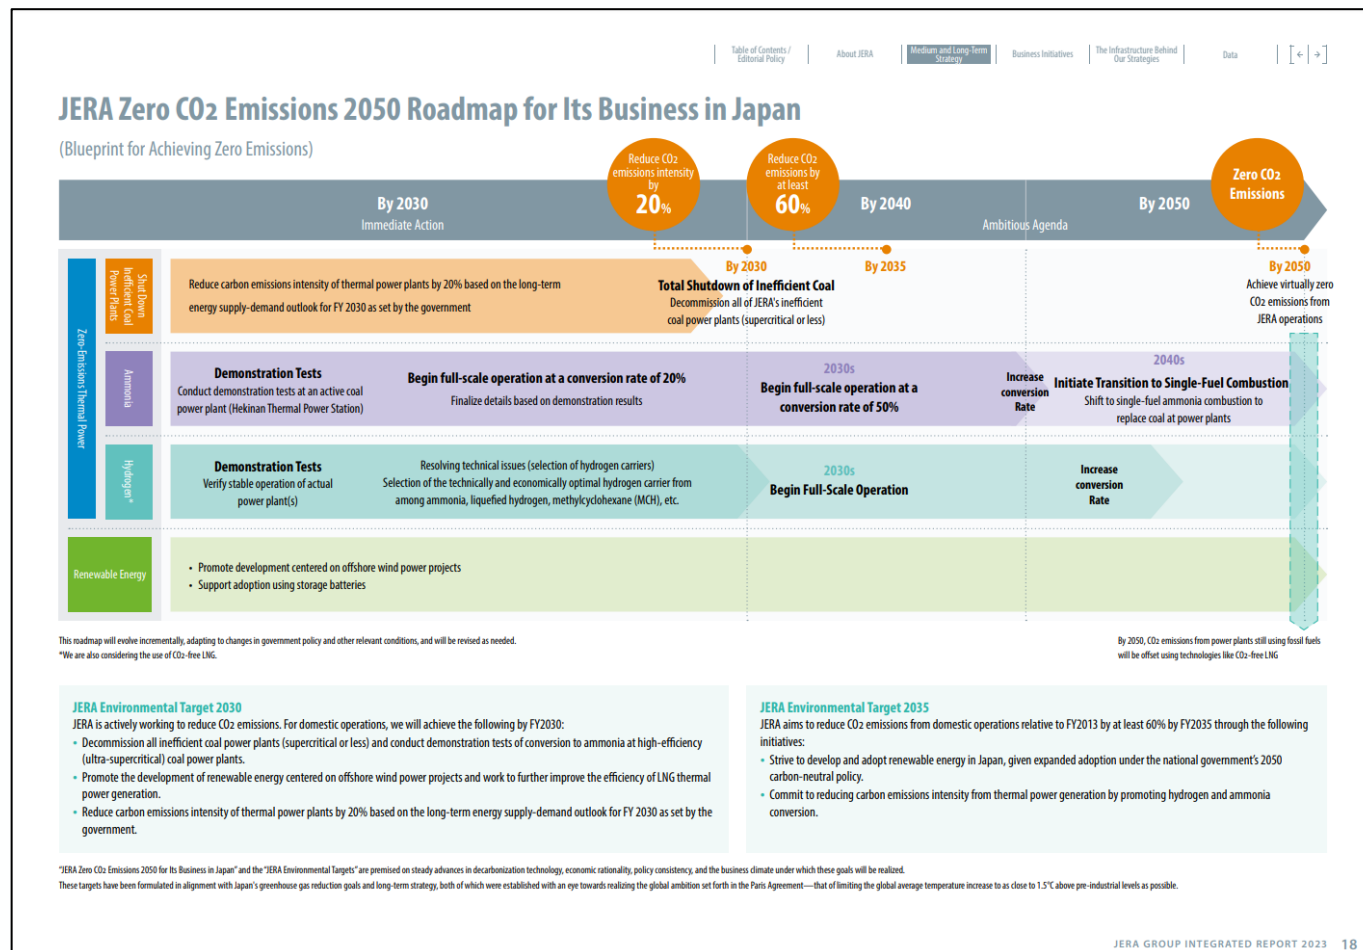 Table of Contents /
Editorial Policy
About JERA
Medium and Long-Term
Strategy
Business Initiatives
The Infrastructure Behind
Our Strategies
Data
JERA Zero CO2 Emissions 2050 Roadmap for Its Business in Japan
(Blueprint for Achieving Zero Emissions)
Reduce CO2
emissions intensity
by
20%
Reduce CO2
emissions by
at least
60%
Zero CO2
Emissions
By 2030
Immediate Action
By 2040
Ambitious Agenda
By 2050
By 2030
By 2035
By 2050
Zero-Emissions Thermal Power
Shut Down
Inefficient Coal
Power Plants
Reduce carbon emissions intensity of thermal power plants by 20% based on the long-term
energy supply-demand outlook for FY 2030 as set by the government
Total Shutdown of Inefficient Coal
Decommission all of JERA's inefficient
coal power plants (supercritical or less)
Achieve virtually zero
CO2 emissions from
JERA operations
Ammonia
Demonstration Tests
Conduct demonstration tests at an active coal
power plant (Hekinan Thermal Power Station)
Begin full-scale operation at a conversion rate of 20%
Finalize details based on demonstration results
2030s
Begin full-scale operation at a
conversion rate of 50%
Increase
conversion
Rate
2040s
Initiate Transition to Single-Fuel Combustion
Shift to single-fuel ammonia combustion to
replace coal at power plants
Hydrogen*
Demonstration Tests
Verify stable operation of actual
power plant(s)
Resolving technical issues (selection of hydrogen carriers)
Selection of the technically and economically optimal hydrogen carrier from
among ammonia, liquefied hydrogen, methylcyclohexane (MCH), etc.
2030s
Begin Full-Scale Operation
Increase
conversion
Rate
Renewable Energy
• Promote development centered on offshore wind power projects
• Support adoption using storage batteries
This roadmap will evolve incrementally, adapting to changes in government policy and other relevant conditions, and will be revised as needed.
*We are also considering the use of CO2-free LNG.
By 2050, CO2 emissions from power plants still using fossil fuels
will be offset using technologies like CO2-free LNG
JERA Environmental Target 2030
JERA is actively working to reduce CO2 emissions. For domestic operations, we will achieve the following by FY2030:
• Decommission all inefficient coal power plants (supercritical or less) and conduct demonstration tests of conversion to ammonia at high-efficiency
(ultra-supercritical) coal power plants.
• Promote the development of renewable energy centered on offshore wind power projects and work to further improve the efficiency of LNG thermal
power generation.
• Reduce carbon emissions intensity of thermal power plants by 20% based on the long-term energy supply-demand outlook for FY 2030 as set by the
government.
JERA Environmental Target 2035
JERA aims to reduce CO2 emissions from domestic operations relative to FY2013 by at least 60% by FY2035 through the following
initiatives:
• Strive to develop and adopt renewable energy in Japan, given expanded adoption under the national government's 2050
carbon-neutral policy.
• Commit to reducing carbon emissions intensity from thermal power generation by promoting hydrogen and ammonia
conversion.
"JERA Zero CO2 Emissions 2050 for Its Business in Japan" and the "JERA Environmental Targets" are premised on steady advances in decarbonization technology, economic rationality, policy consistency, and the business climate under which these goals will be realized.
These targets have been formulated in alignment with Japan's greenhouse gas reduction goals and long-term strategy, both of which were established with an eye towards realizing the global ambition set forth in the Paris Agreement—that of limiting the global average temperature increase to as close to 1.5°C above pre-industrial levels as possible.
JERA GROUP INTEGRATED REPORT 2023 18